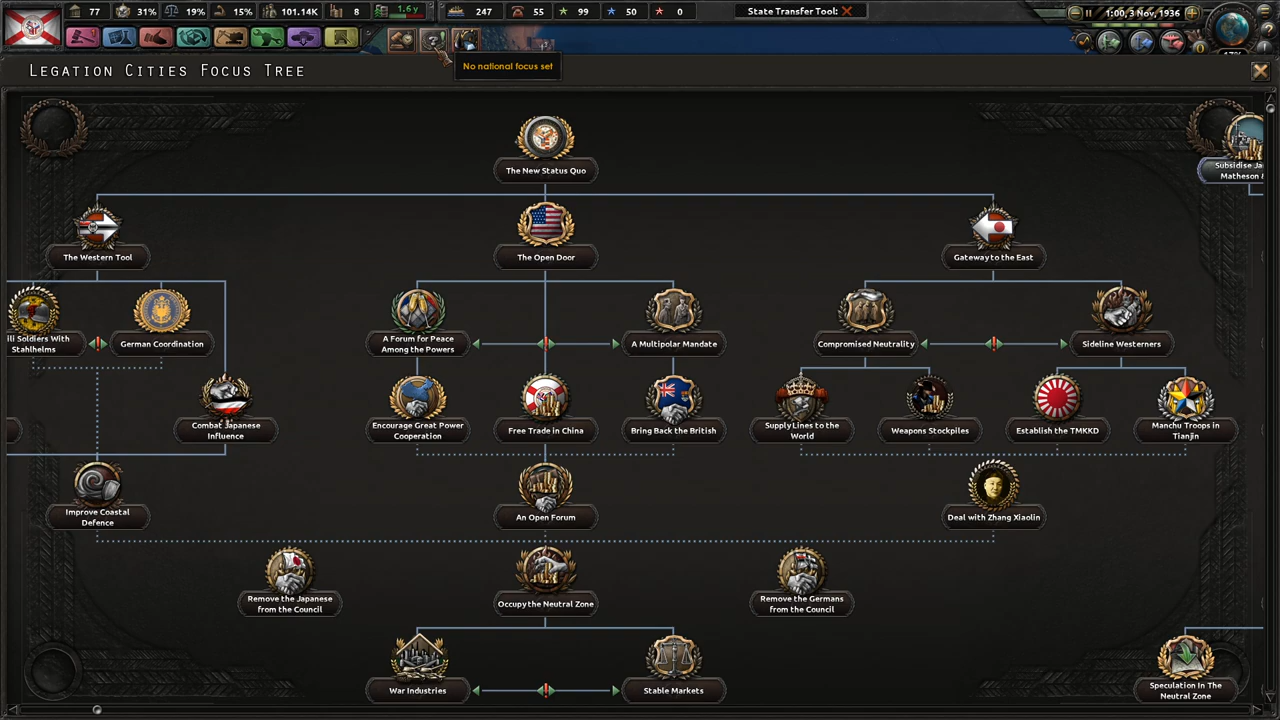 77 31% 19% 15% 101.14K 8 1.6 y 247 55 99 50 0 State Transfer Tool: 1:00, 3 Nov, 1936
0
17%
No national focus set
Legation Cities Focus Tree
The New Status Quo
Subsidise Ja
Matheson &
The Western Tool
The Open Door
Gateway to the East
ili Soldiers With
Stahlhelms
German Coordination
A Forum for Peace
Among the Powers
A Multipolar Mandate
Compromised Neutrality
Sideline Westerners
Combat Japanese
Influence
Encourage Great Power
Cooperation
Free Trade in China
Bring Back the British
Supply Lines to the
World
Weapons Stockpiles
Establish the TMKKD
Manchu Troops in
Tianjin
Improve Coastal
Defence
An Open Forum
Deal with Zhang Xiaolin
Remove the Japanese
from the Council
Occupy the Neutral Zone
Remove the Germans
from the Council
War Industries
Stable Markets
Speculation In The
Neutral Zone